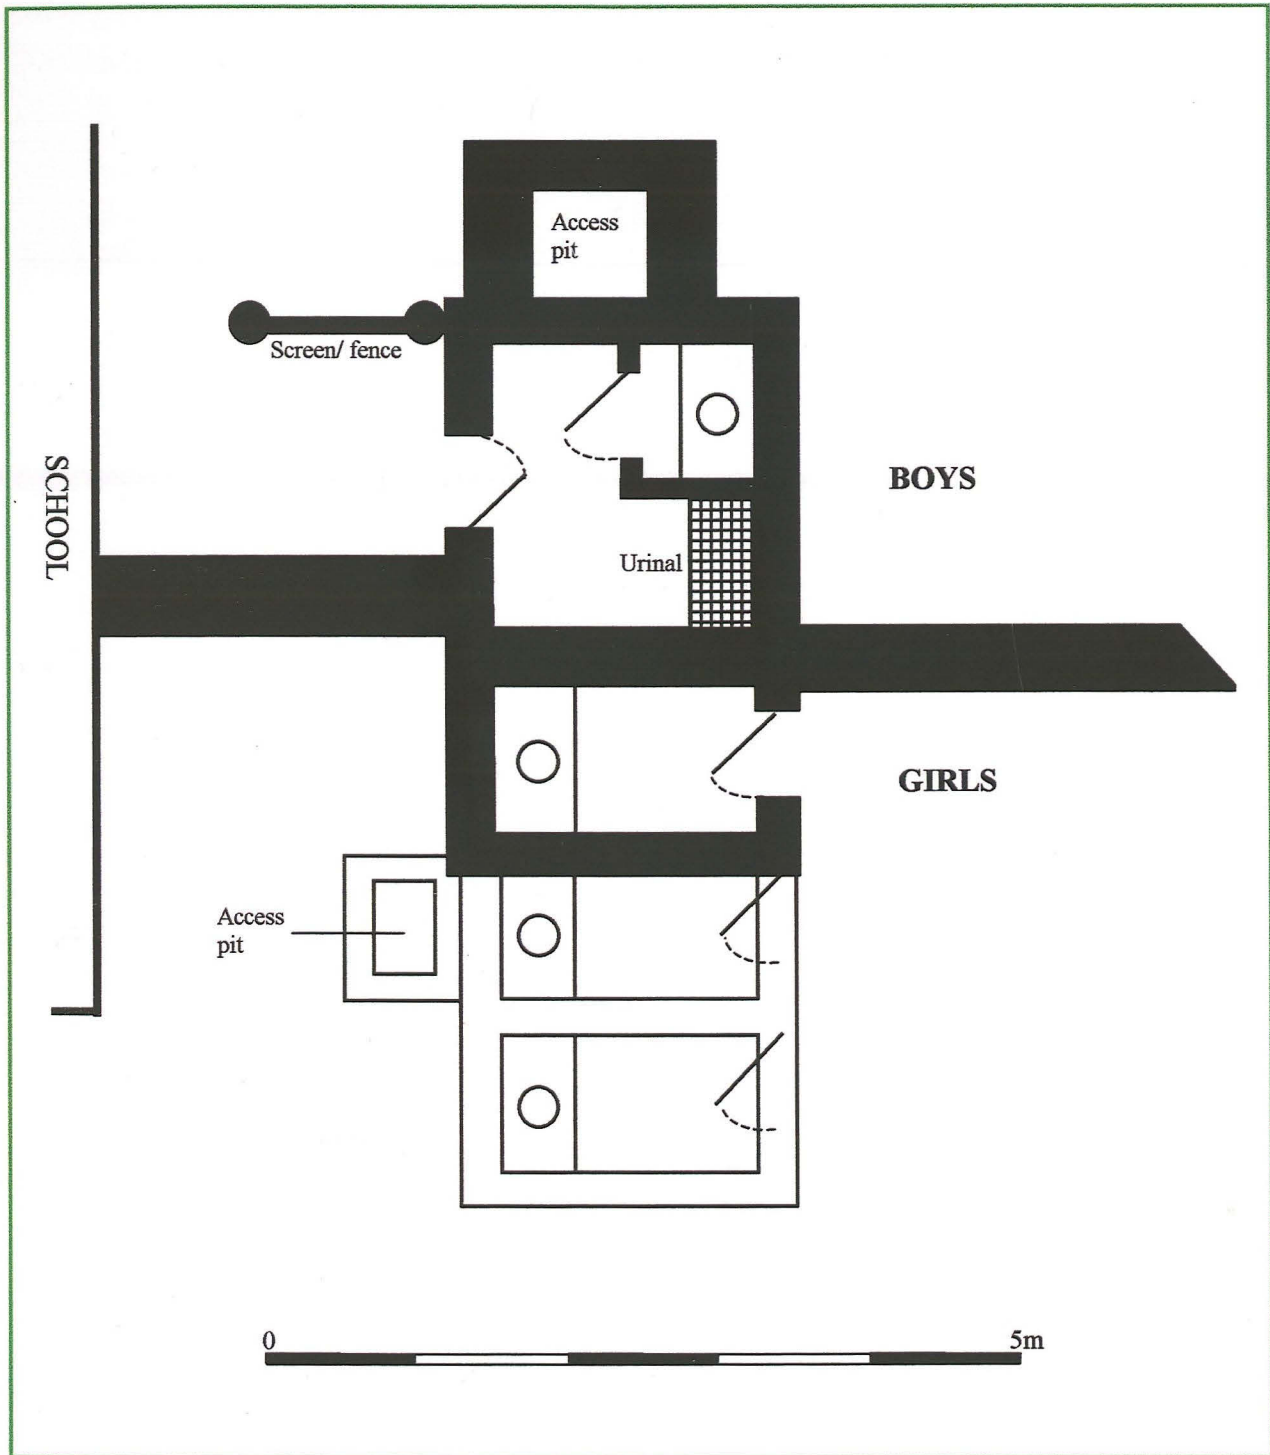 Access
pit
Screen/ fence
SCHOOL
BOYS
Urinal
GIRLS
Access
pit
0
5m